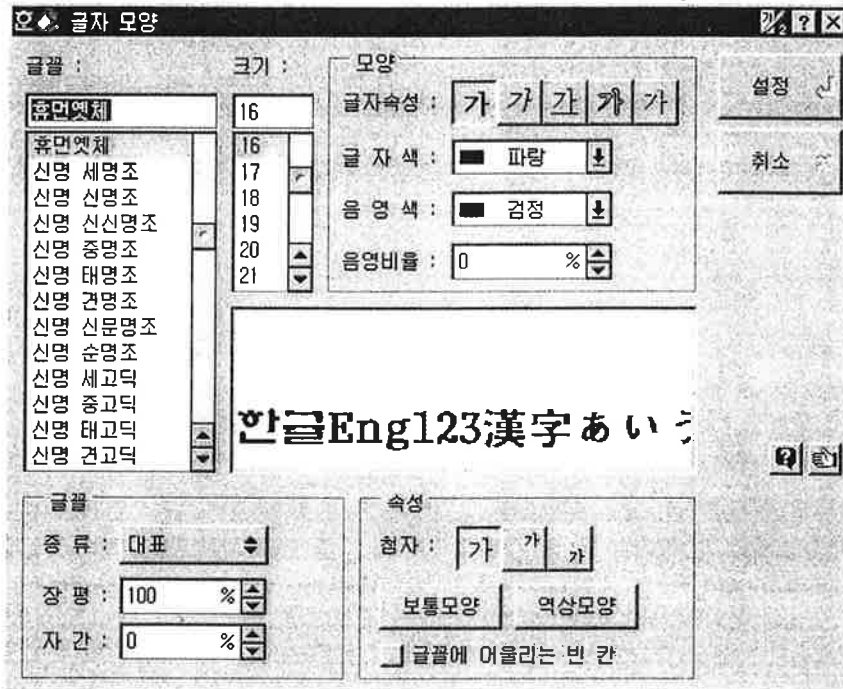 호 글자 모양 가/2 ? ×
글꼴 : 크기 : 모양
휴먼옛체 16 글자속성 : 가 가 가 가 가 설정
휴먼옛체 16
신명 세명조 17 글 자 색 : 파랑 취소
신명 신명조 18
신명 신신명조 19 음 영 색 : 검정
신명 중명조 20
신명 태명조 21 음영비율 : 0 %
신명 견명조
신명 신문명조
신명 순명조
신명 세고딕
신명 중고딕
신명 태고딕
신명 견고딕
한글Eng123漢字あいう
?
글꼴 속성
종 류 : 대표 첨자 : 가 가 가
장 평 : 100 % 보통모양 역상모양
자 간 : 0 % 글꼴에 어울리는 빈 칸